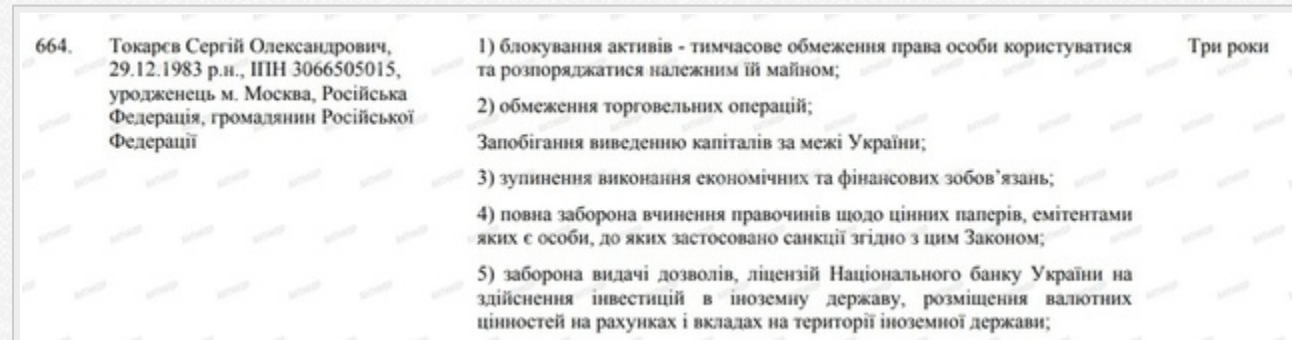 664.
Токарєв Сергій Олександрович,
29.12.1983 р.н., ІПН 3066505015,
уродженець м. Москва, Російська
Федерація, громадянин Російської
Федерації
1) блокування активів - тимчасове обмеження права особи користуватися
та розпоряджатися належним їй майном;
2) обмеження торговельних операцій;
Запобігання виведенню капіталів за межі України;
3) зупинення виконання економічних та фінансових зобов’язань;
4) повна заборона вчинення правочинів щодо цінних паперів, емітентами
яких є особи, до яких застосовано санкції згідно з цим Законом;
5) заборона видачі дозволів, ліцензій Національного банку України на
здійснення інвестицій в іноземну державу, розміщення валютних
цінностей на рахунках і вкладах на території іноземної держави;
Три роки